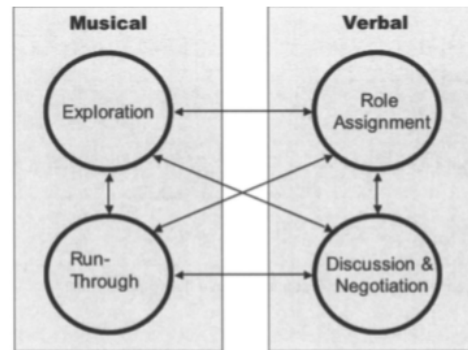 Musical
Verbal
Exploration
Role
Assignment
Run-
Through
Discussion &
Negotiation